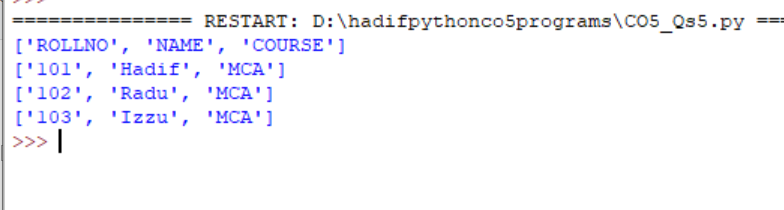 =============== RESTART: D:\hadifpythonco5programs\CO5_Qs5.py ===
['ROLLNO', 'NAME', 'COURSE']
['101', 'Hadif', 'MCA']
['102', 'Radu', 'MCA']
['103', 'Izzu', 'MCA']
>>>